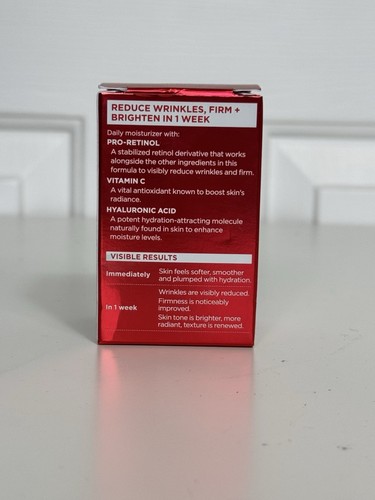 REDUCE WRINKLES, FIRM +
BRIGHTEN IN 1 WEEK
Daily moisturizer with:
PRO-RETINOL
A stabilized retinol derivative that works
alongside the other ingredients in this
formula to visibly reduce wrinkles and firm.
VITAMIN C
A vital antioxidant known to boost skin's
radiance.
HYALURONIC ACID
A potent hydration-attracting molecule
naturally found in skin to enhance
moisture levels.
VISIBLE RESULTS
Immediately
Skin feels softer, smoother
and plumped with hydration.
In 1 week
Wrinkles are visibly reduced.
Firmness is noticeably
improved.
Skin tone is brighter, more
radiant, texture is renewed.